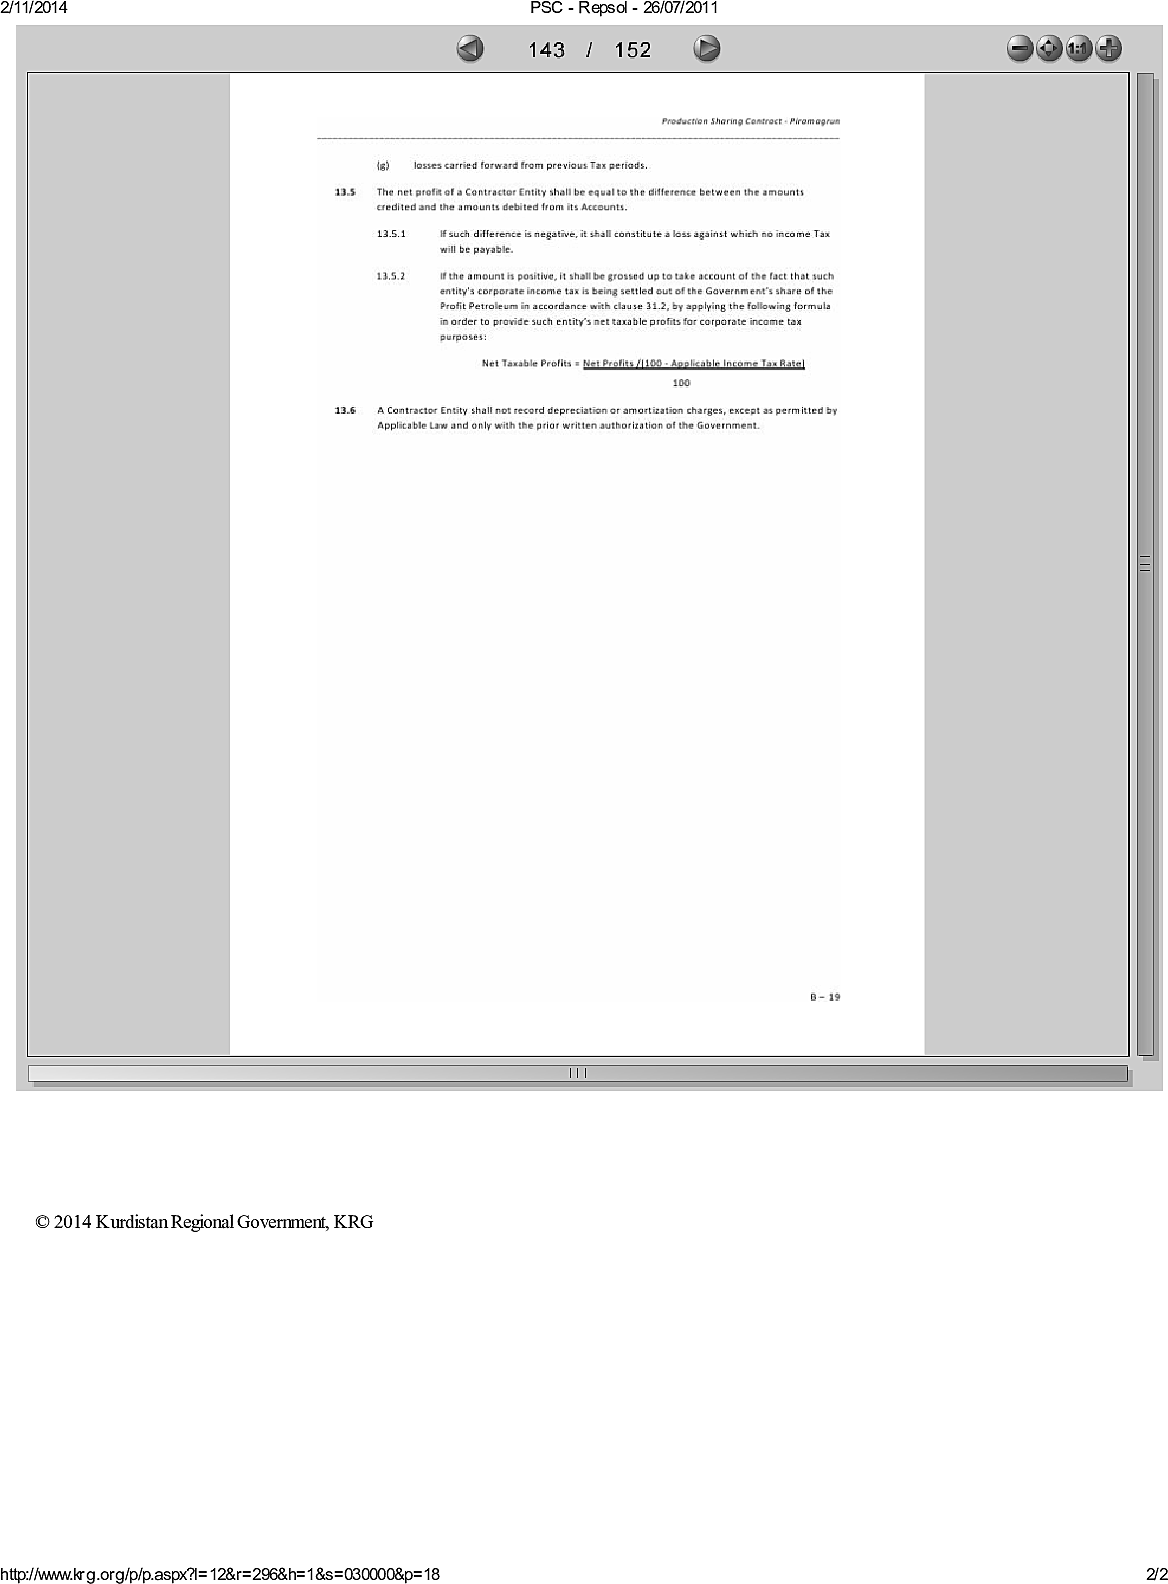 2/11/2014 PSC - Repsol - 26/07/2011
143 / 152
1:1
Production Sharing Contract - Piramagrun
(g) losses carried forward from previous Tax periods.
13.5 The net profit of a Contractor Entity shall be equal to the difference between the amounts
credited and the amounts debited from its Accounts.
13.5.1 If such difference is negative, it shall constitute a loss against which no income Tax
will be payable.
13.5.2 If the amount is positive, it shall be grossed up to take account of the fact that such
entity's corporate income tax is being settled out of the Government's share of the
Profit Petroleum in accordance with clause 31.2, by applying the following formula
in order to provide such entity's net taxable profits for corporate income tax
purposes:
Net Taxable Profits = Net Profits /(100 - Applicable Income Tax Rate)
100
13.6 A Contractor Entity shall not record depreciation or amortization charges, except as permitted by
Applicable Law and only with the prior written authorization of the Government.
B – 19
© 2014 Kurdistan Regional Government, KRG
http://www.krg.org/p/p.aspx?l=12&r=296&h=1&s=030000&p=18 2/2